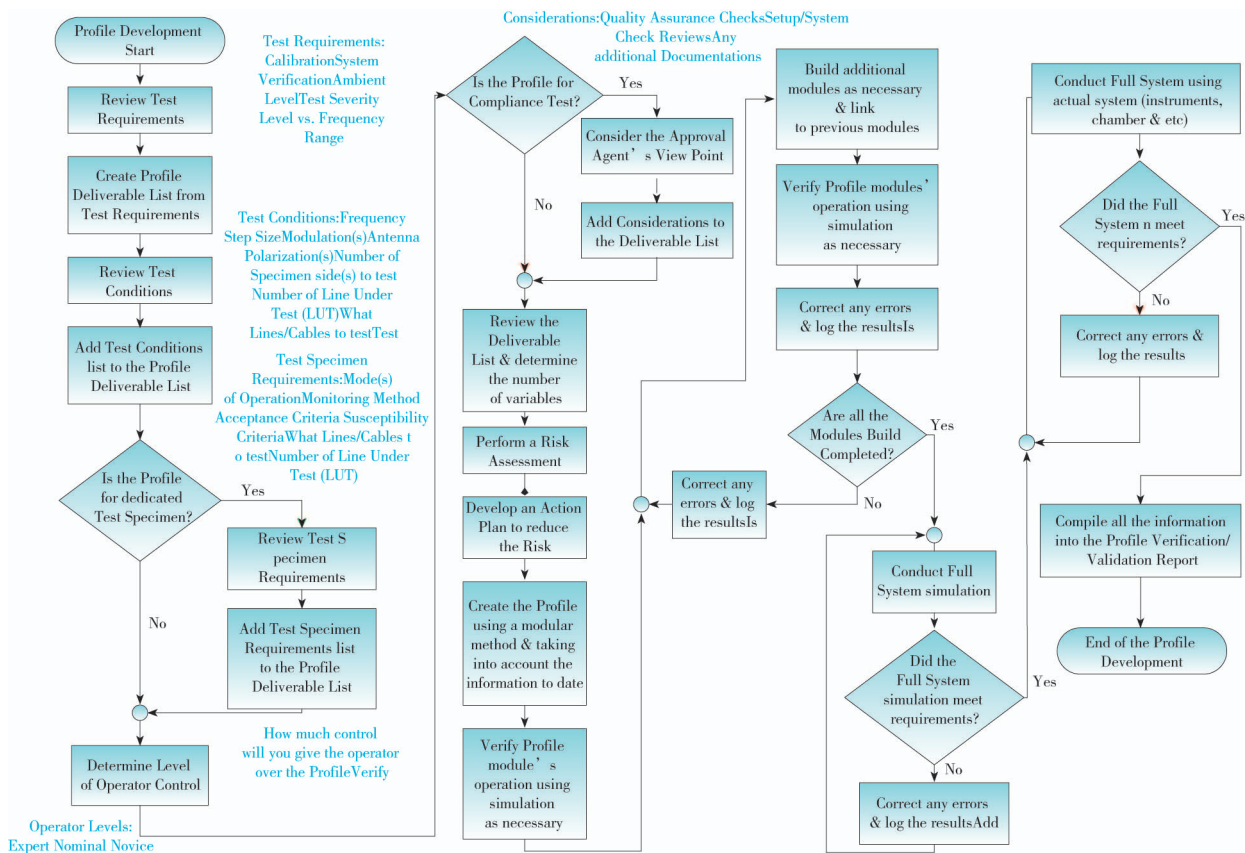 Profile Development
Start
Review Test
Requirements
Create Profile
Deliverable List from
Test Requirements
Review Test
Conditions
Add Test Conditions
list to the Profile
Deliverable List
Is the Profile
for dedicated
Test Specimen?
Yes
No
Review Test S
pecimen
Requirements
Add Test Specimen
Requirements list
to the Profile
Deliverable List
Determine Level
of Operator Control
Test Requirements:
CalibrationSystem
VerificationAmbient
LevelTest Severity
Level vs. Frequency
Range
Test Conditions:Frequency
Step SizeModulation(s)Antenna
Polarization(s)Number of
Specimen side(s) to test
Number of Line Under
Test (LUT)What
Lines/Cables to testTest
Test Specimen
Requirements:Mode(s)
of OperationMonitoring Method
Acceptance Criteria Susceptibility
CriteriaWhat Lines/Cables t
o testNumber of Line Under
Test (LUT)
How much control
will you give the operator
over the ProfileVerify
Operator Levels:
Expert Nominal Novice
Considerations:Quality Assurance ChecksSetup/System
Check ReviewsAny
additional Documentations
Is the Profile for
Compliance Test?
Yes
No
Consider the Approval
Agent's View Point
Add Considerations to
the Deliverable List
Review the
Deliverable
List & determine
the number
of variables
Perform a Risk
Assessment
Develop an Action
Plan to reduce
the Risk
Create the Profile
using a modular
method & taking
into account the
information to date
Verify Profile
module's
operation using
simulation
as necessary
Build additional
modules as necessary
& link
to previous modules
Verify Profile modules'
operation using
simulation
as necessary
Correct any errors
& log the resultsIs
Are all the
Modules Build
Completed?
Yes
No
Correct any
errors & log
the resultsIs
Conduct Full
System simulation
Did the
Full System
simulation meet
requirements?
Yes
No
Correct any errors
& log the resultsAdd
Conduct Full System using
actual system (instruments,
chamber & etc)
Did the Full
System n meet
requirements?
Yes
No
Correct any errors &
log the results
Compile all the information
into the Profile Verification/
Validation Report
End of the Profile
Development